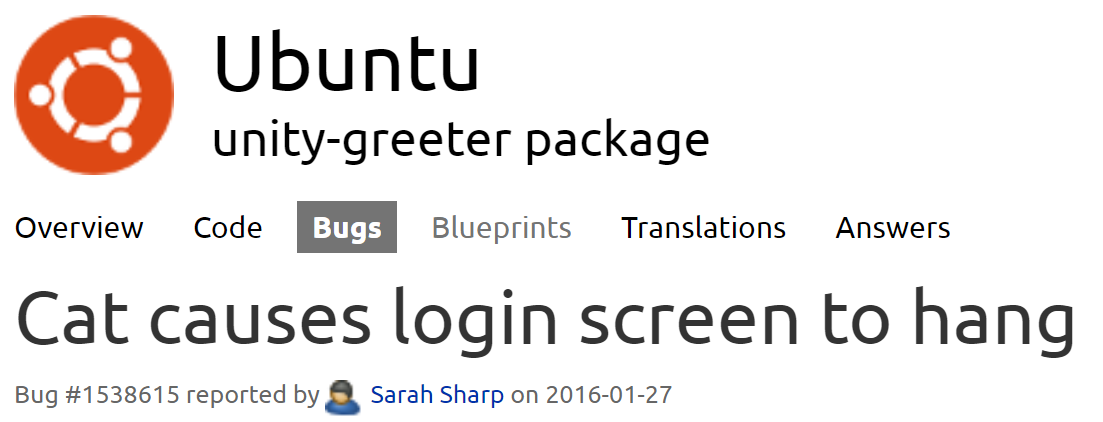 Ubuntu
unity-greeter package
Overview Code Bugs Blueprints Translations Answers
Cat causes login screen to hang
Bug #1538615 reported by Sarah Sharp on 2016-01-27